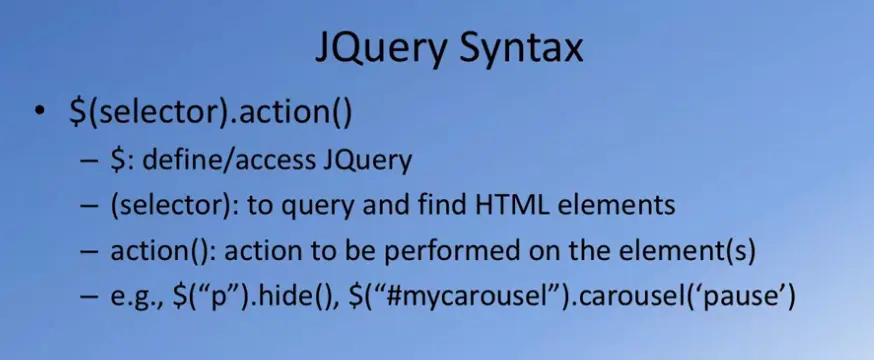 JQuery Syntax
• $(selector).action()
– $: define/access JQuery
– (selector): to query and find HTML elements
– action(): action to be performed on the element(s)
– e.g., $(“p”).hide(), $(“#mycarousel”).carousel(‘pause’)